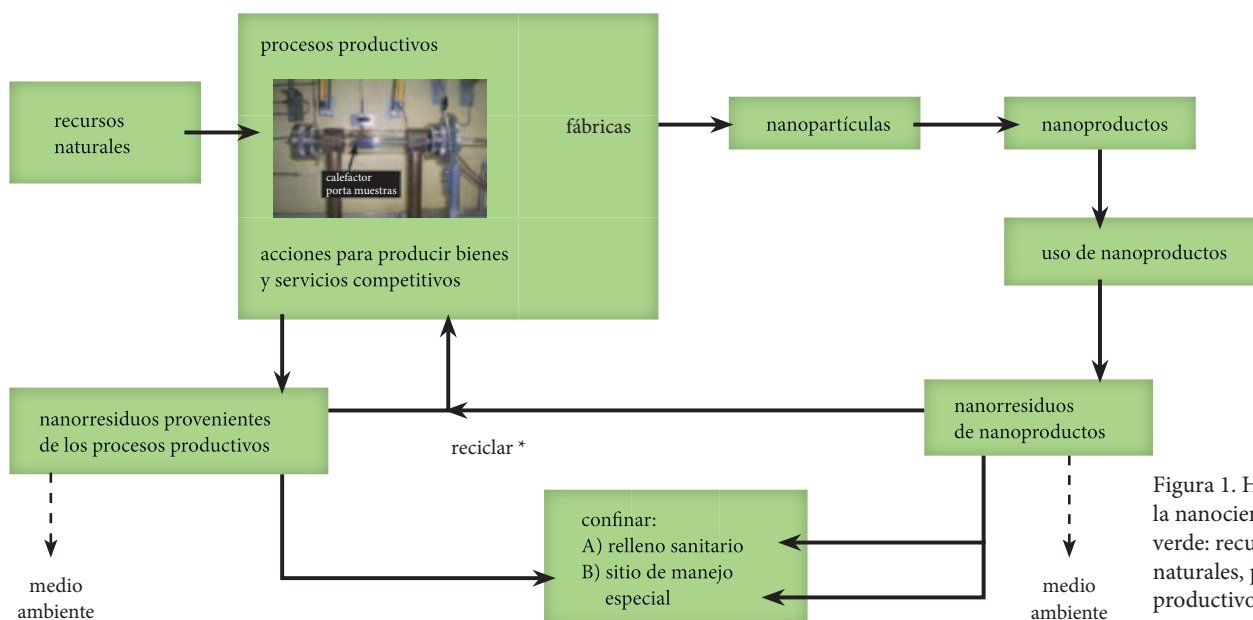 procesos productivos
recursos
naturales
fábricas
calefactor
porta muestras
acciones para producir bienes
y servicios competitivos
nanopartículas
nanoproductos
uso de nanoproductos
nanorresiduos provenientes
de los procesos productivos
reciclar *
nanorresiduos
de nanoproductos
medio
ambiente
confinar:
A) relleno sanitario
B) sitio de manejo
especial
medio
ambiente
Figura 1. H
la nanocien
verde: recu
naturales, p
productivo